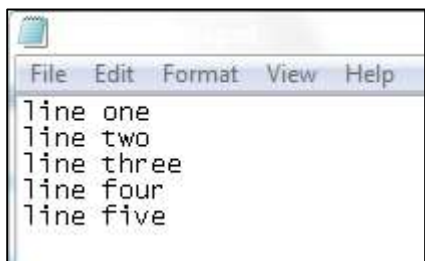 File Edit Format View Help
line one
line two
line three
line four
line five